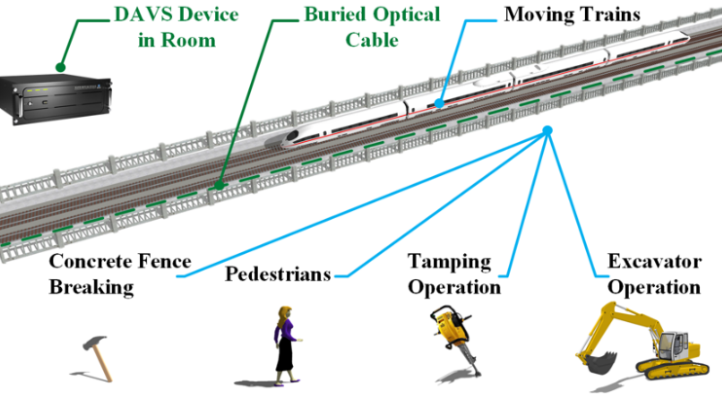 DAVS Device
in Room
Buried Optical
Cable
Moving Trains
Concrete Fence
Breaking
Pedestrians
Tamping
Operation
Excavator
Operation